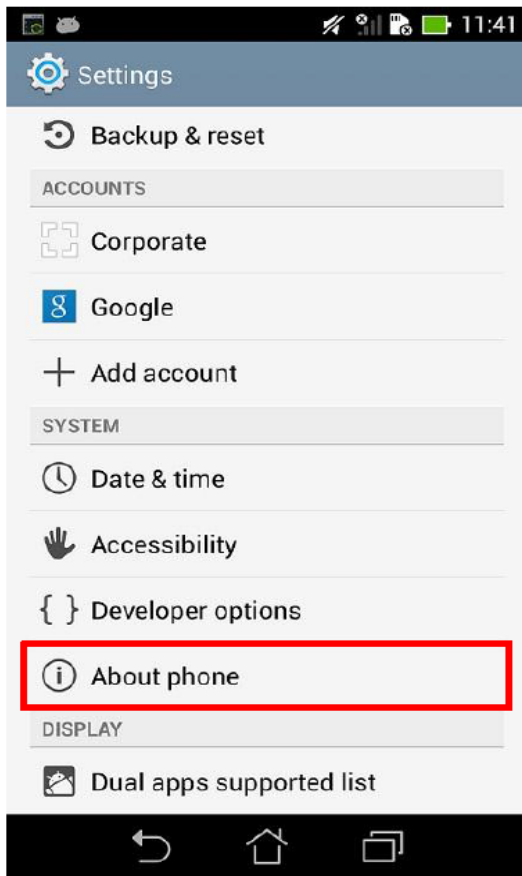 11:41
Settings
Backup & reset
ACCOUNTS
Corporate
Google
Add account
SYSTEM
Date & time
Accessibility
Developer options
About phone
DISPLAY
Dual apps supported list